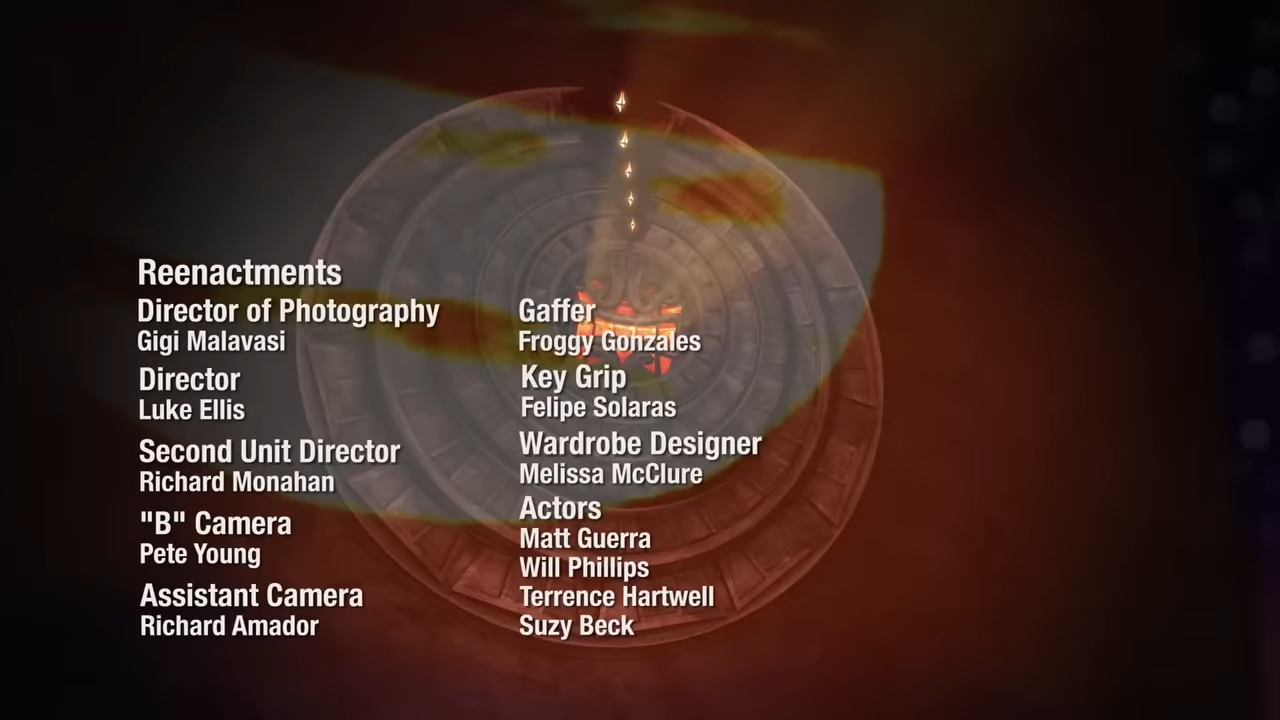 Reenactments
Director of Photography
Gigi Malavasi
Director
Luke Ellis
Second Unit Director
Richard Monahan
"B" Camera
Pete Young
Assistant Camera
Richard Amador
Gaffer
Froggy Gonzales
Key Grip
Felipe Solaras
Wardrobe Designer
Melissa McClure
Actors
Matt Guerra
Will Phillips
Terrence Hartwell
Suzy Beck